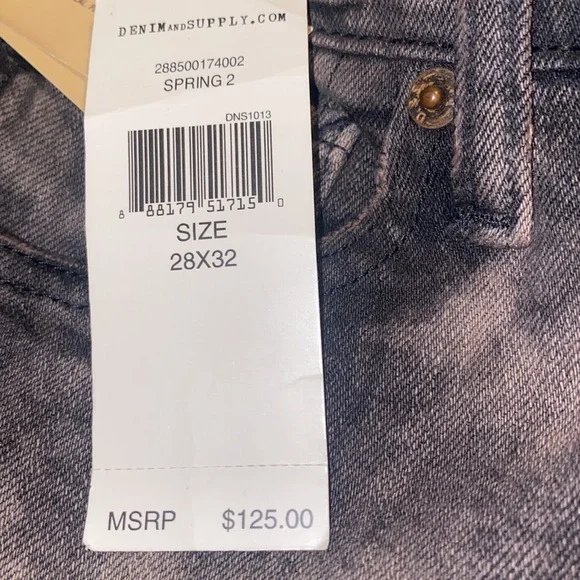 DENIMANDSUPPLY.COM
288500174002
SPRING 2
DNS1013
8 88179 51715 0
SIZE
28X32
MSRP $125.00